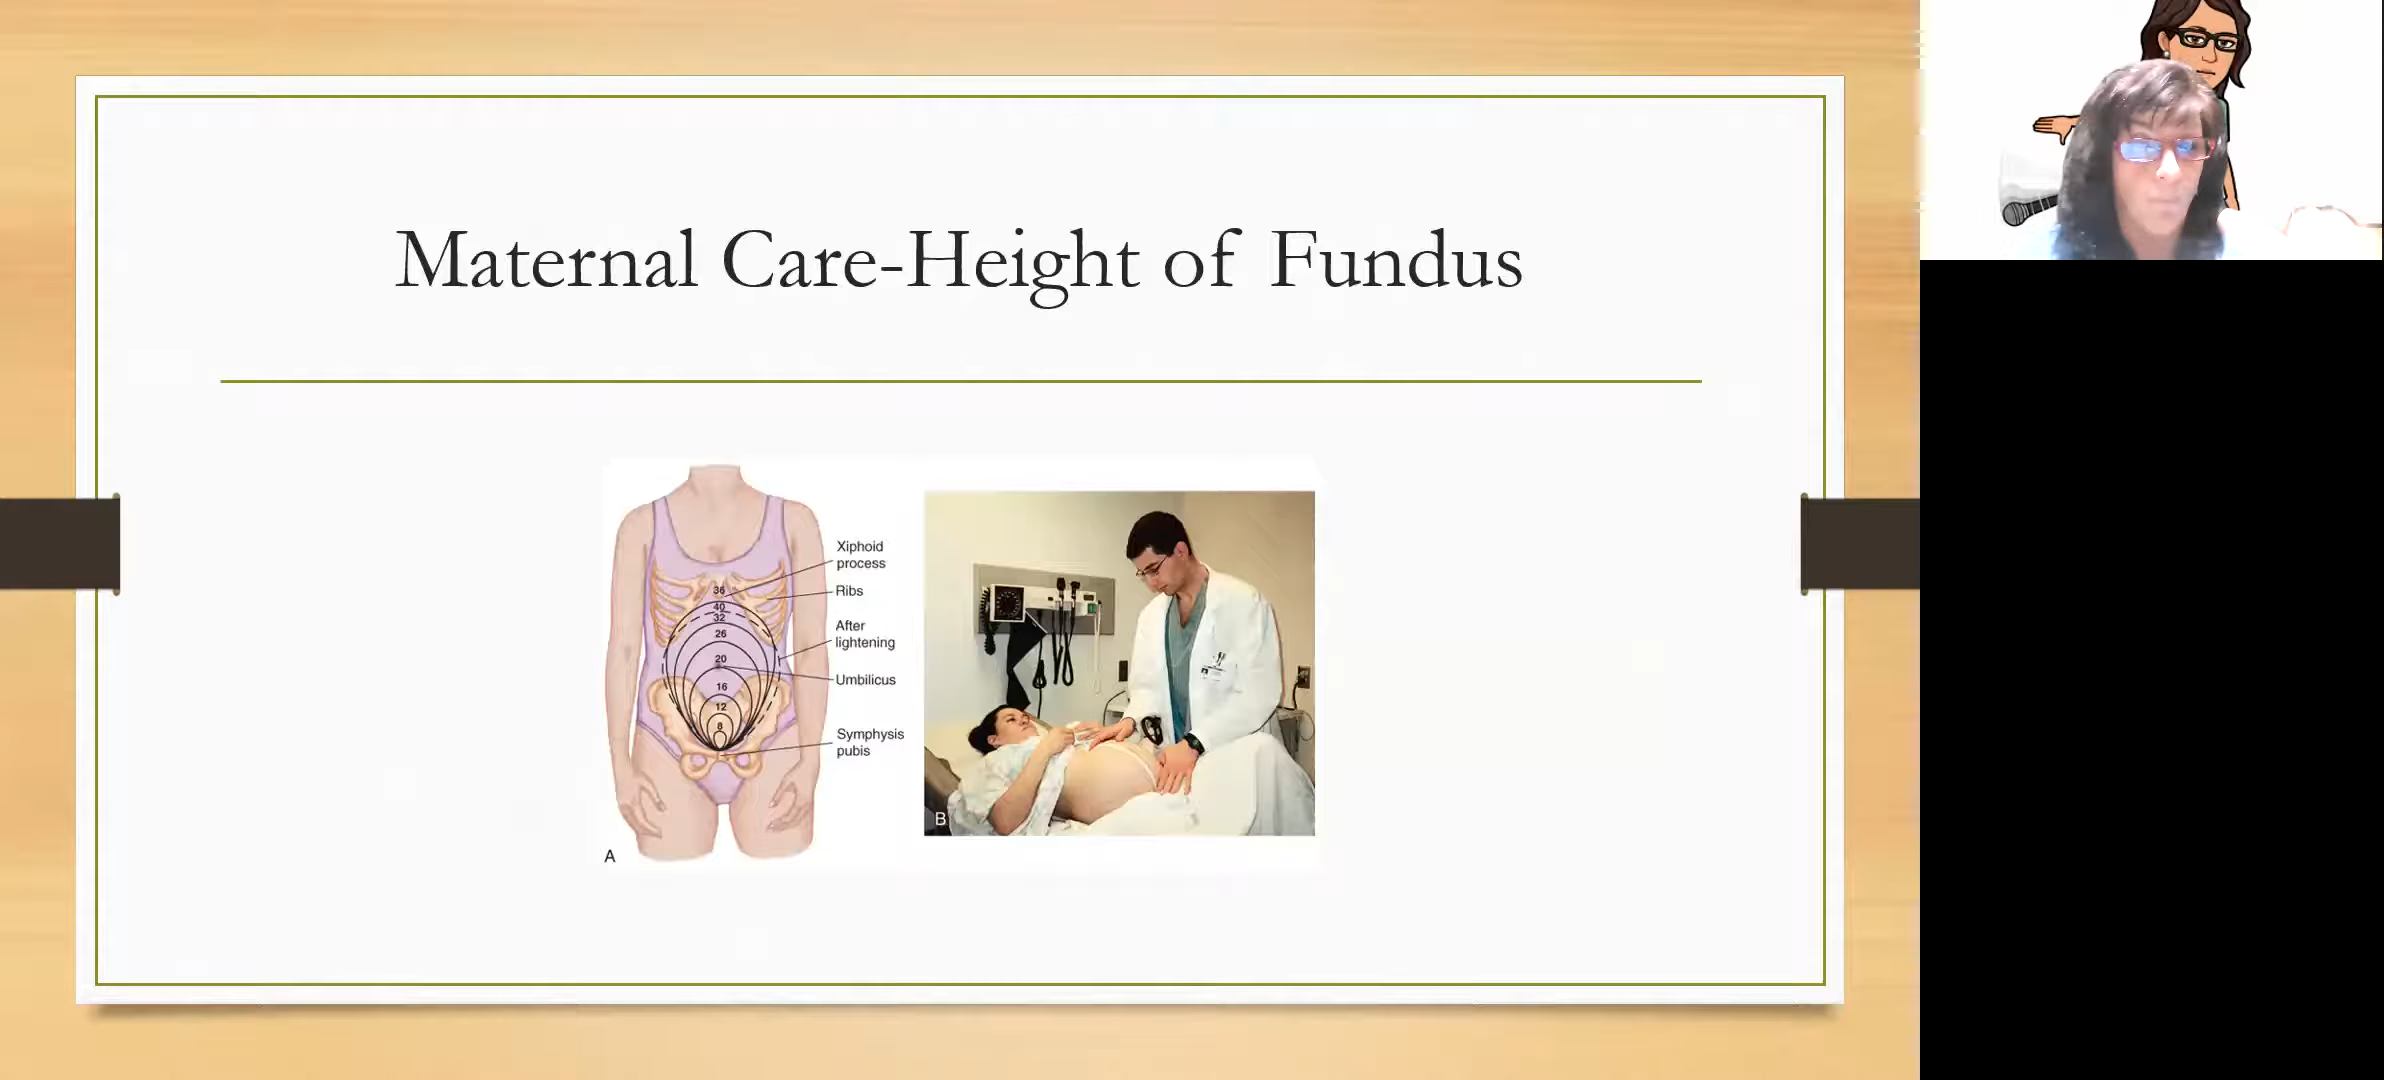 Maternal Care-Height of Fundus
Xiphoid
process
36
Ribs
40
32
After
lightening
26
20
Umbilicus
16
12
8
Symphysis
pubis
B
A